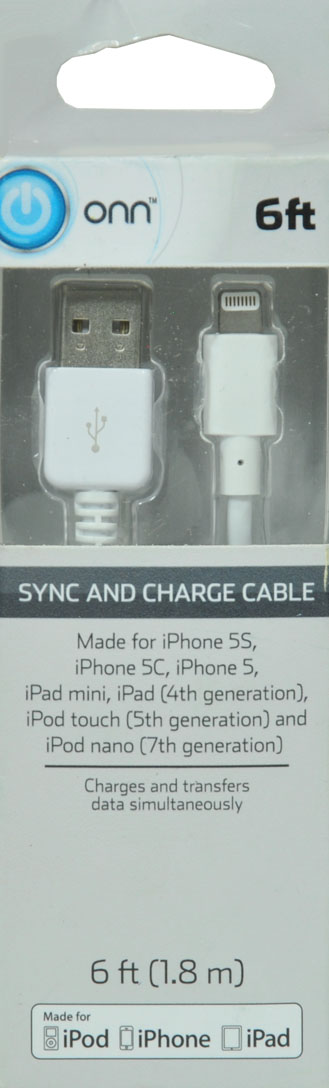 onn™
6ft
SYNC AND CHARGE CABLE
Made for iPhone 5S,
iPhone 5C, iPhone 5,
iPad mini, iPad (4th generation),
iPod touch (5th generation) and
iPod nano (7th generation)
Charges and transfers
data simultaneously
6 ft (1.8 m)
Made for
iPod iPhone iPad